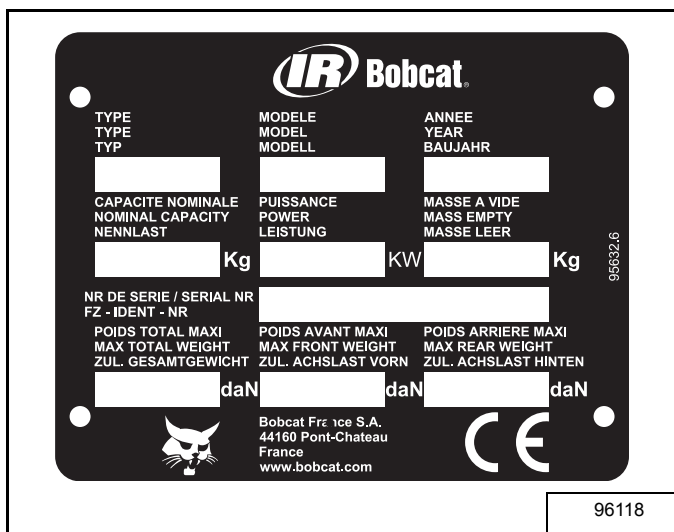 IR Bobcat®
TYPE
TYPE
TYP
MODELE
MODEL
MODELL
ANNEE
YEAR
BAUJAHR
CAPACITE NOMINALE
NOMINAL CAPACITY
NENNLAST
Kg
PUISSANCE
POWER
LEISTUNG
KW
MASSE A VIDE
MASS EMPTY
MASSE LEER
Kg
95632.6
NR DE SERIE / SERIAL NR
FZ - IDENT - NR
POIDS TOTAL MAXI
MAX TOTAL WEIGHT
ZUL. GESAMTGEWICHT
daN
POIDS AVANT MAXI
MAX FRONT WEIGHT
ZUL. ACHSLAST VORN
daN
POIDS ARRIERE MAXI
MAX REAR WEIGHT
ZUL. ACHSLAST HINTEN
daN
Bobcat France S.A.
44160 Pont-Chateau
France
www.bobcat.com
CE
96118